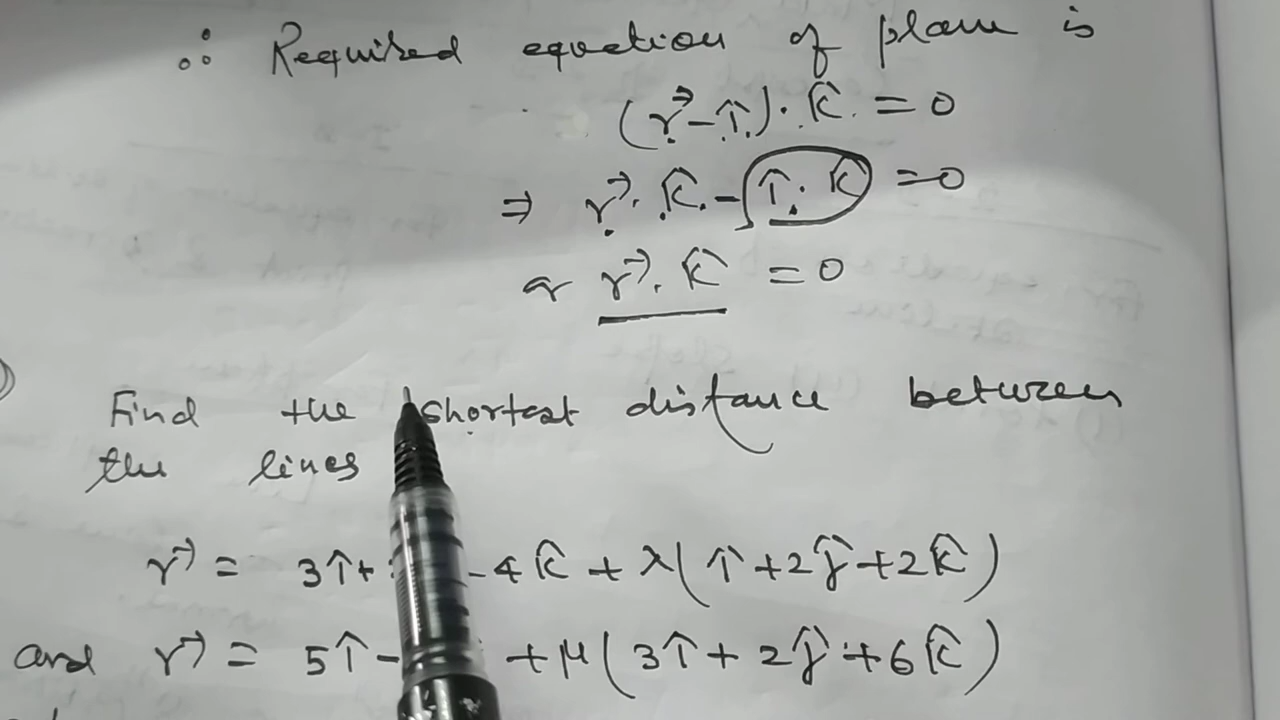 ∴ Required equation of plane is
(r⃗ - î). k̂ = 0
⇒ r⃗. k̂ - î. k̂ = 0
or r⃗. k̂ = 0
Find the shortest distance between
the lines
r⃗ = 3î + - 4k̂ + λ(î + 2ĵ + 2k̂)
and r⃗ = 5î - + μ(3î + 2ĵ + 6k̂)